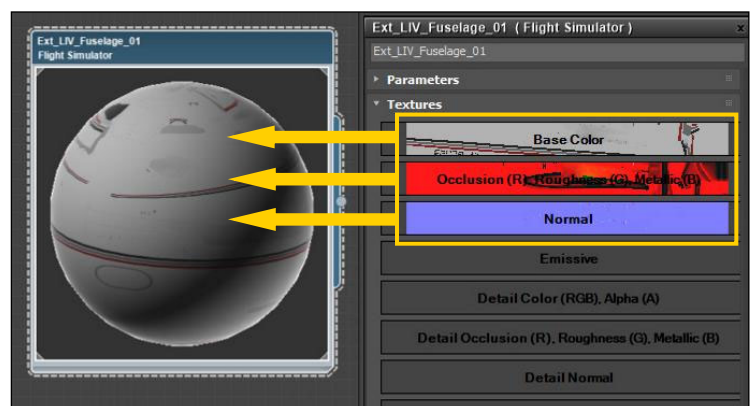 Ext_LIV_Fuselage_01
Flight Simulator
Ext_LIV_Fuselage_01 ( Flight Simulator )
x
Ext_LIV_Fuselage_01
Parameters
Textures
Base Color
Occlusion (R), Roughness (G), Metallic (B)
Normal
Emissive
Detail Color (RGB), Alpha (A)
Detail Occlusion (R), Roughness (G), Metallic (B)
Detail Normal